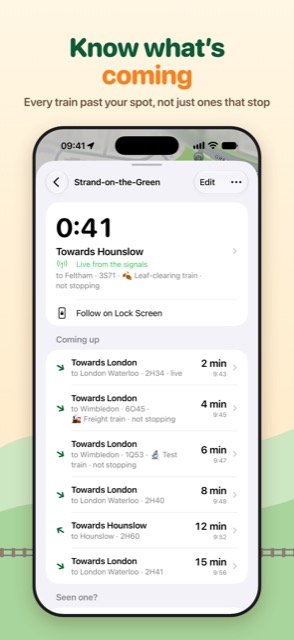 Know what's
coming
Every train past your spot, not just ones that stop
09:41
Strand-on-the-Green
Edit
0:41
Towards Hounslow
Live from the signals
to Feltham · 3S71 · 🍂 Leaf-clearing train ·
not stopping
Follow on Lock Screen
Coming up
Towards London
2 min
to London Waterloo · 2H34 · live
9:43
Towards London
4 min
to Wimbledon · 6O45 ·
9:45
🚂 Freight train · not stopping
Towards London
6 min
to Wimbledon · 1Q53 · 🔬 Test
9:47
train · not stopping
Towards London
8 min
to London Waterloo · 2H40
9:48
Towards Hounslow
12 min
to Hounslow · 2H60
9:52
Towards London
15 min
to London Waterloo · 2H41
9:56
Seen one?